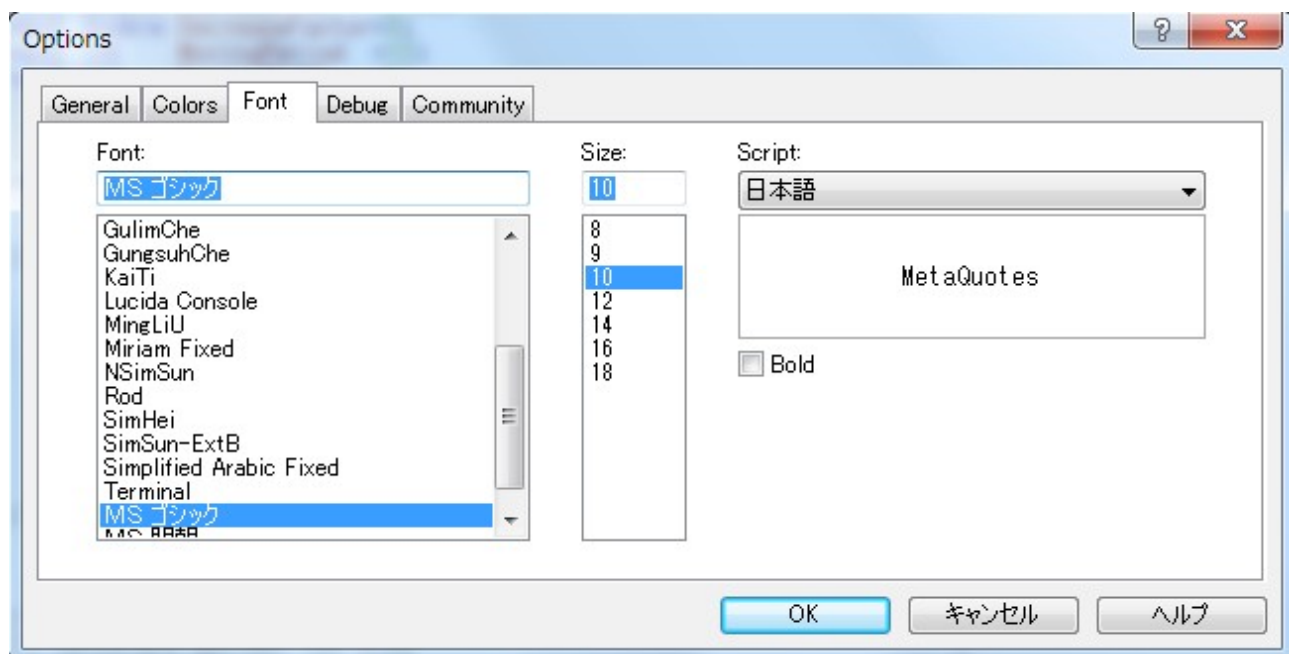 Options
General Colors Font Debug Community
Font: Size: Script:
MS ゴシック 10 日本語
GulimChe
GungsuhChe
KaiTi
Lucida Console
MingLiU
Miriam Fixed
NSimSun
Rod
SimHei
SimSun-ExtB
Simplified Arabic Fixed
Terminal
MS ゴシック
MS 明朝
8
9
10
12
14
16
18
MetaQuotes
Bold
OK キャンセル ヘルプ